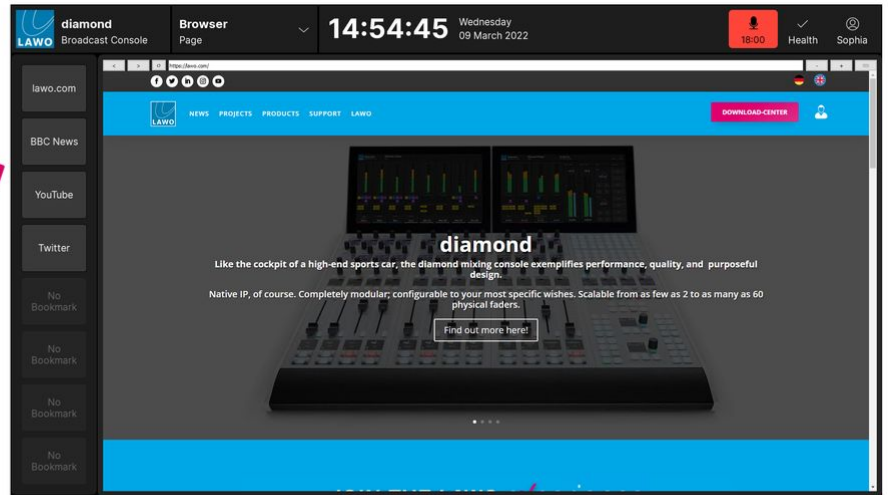 LAWO
diamond
Broadcast Console
Browser
Page
14:54:45
Wednesday
09 March 2022
18:00
Health
Sophia
lawo.com
BBC News
YouTube
Twitter
No
Bookmark
No
Bookmark
No
Bookmark
No
Bookmark
https://lawo.com/
LAWO
NEWS PROJECTS PRODUCTS SUPPORT LAWO
DOWNLOAD-CENTER
diamond
Like the cockpit of a high-end sports car, the diamond mixing console exemplifies performance, quality, and purposeful
design.
Native IP, of course. Completely modular; configurable to your most specific wishes. Scalable from as few as 2 to as many as 60
physical faders.
Find out more here!